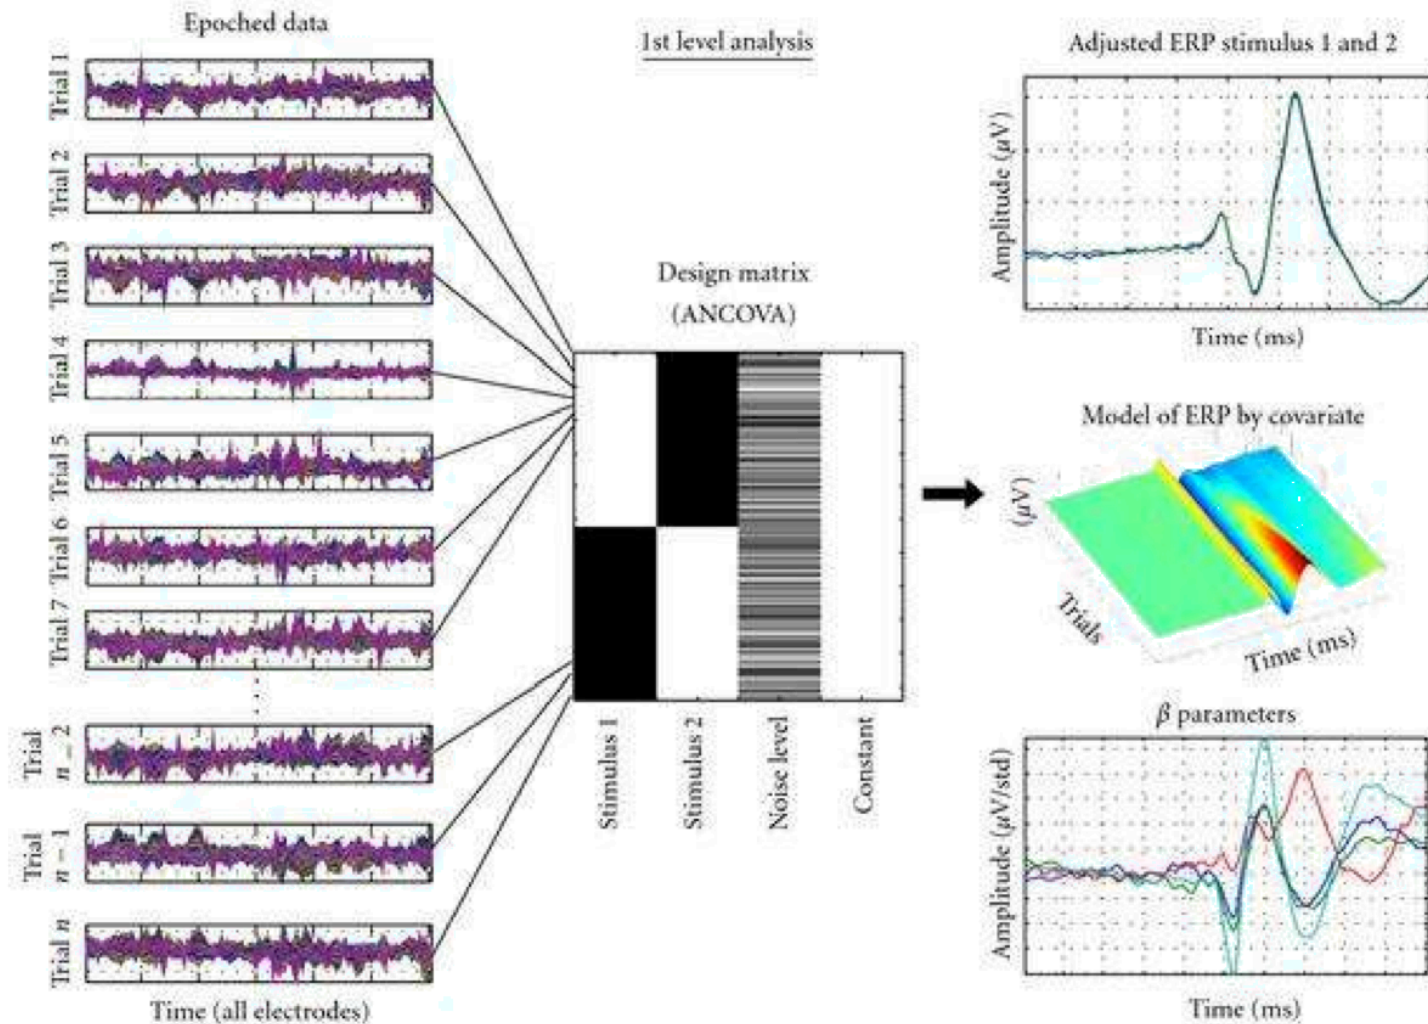 Epoched data
Trial 1
Trial 2
Trial 3
Trial 4
Trial 5
Trial 6
Trial 7
Trial
n − 2
Trial
n − 1
Trial n
Time (all electrodes)
1st level analysis
Design matrix
(ANCOVA)
Stimulus 1
Stimulus 2
Noise level
Constant
Adjusted ERP stimulus 1 and 2
Amplitude (μV)
Time (ms)
Model of ERP by covariate
(μV)
Trials
Time (ms)
β parameters
Amplitude (μV/std)
Time (ms)